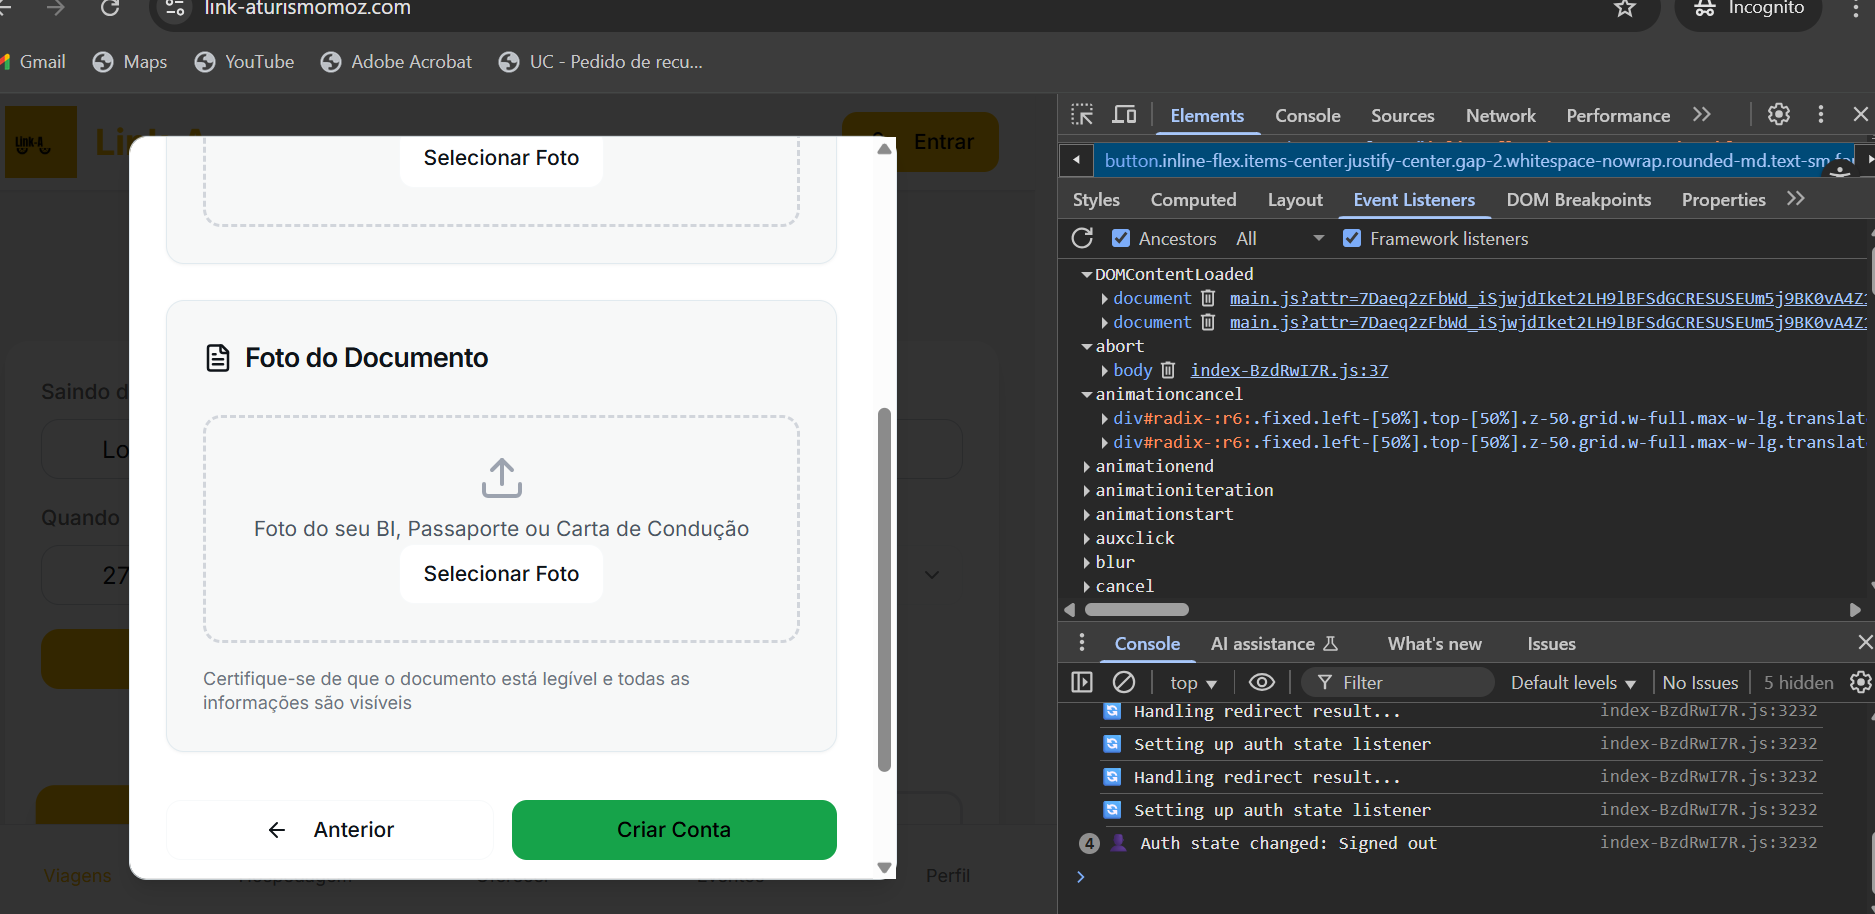 link-aturismomoz.com
Incognito
Gmail
Maps
YouTube
Adobe Acrobat
UC - Pedido de recu...
Link-A
Entrar
Selecionar Foto
Foto do Documento
Foto do seu BI, Passaporte ou Carta de Condução
Selecionar Foto
Certifique-se de que o documento está legível e todas as
informações são visíveis
Anterior
Criar Conta
Saindo d
Lo
Quando
27
Viagens
Perfil
Elements
Console
Sources
Network
Performance
button.inline-flex.items-center.justify-center.gap-2.whitespace-nowrap.rounded-md.text-sm.fo
Styles
Computed
Layout
Event Listeners
DOM Breakpoints
Properties
Ancestors
All
Framework listeners
DOMContentLoaded
document main.js?attr=7Daeq2zFbWd_iSjwjdIket2LH9lBFSdGCRESUSEUm5j9BK0vA4Z
document main.js?attr=7Daeq2zFbWd_iSjwjdIket2LH9lBFSdGCRESUSEUm5j9BK0vA4Z
abort
body index-BzdRwI7R.js:37
animationcancel
div#radix-:r6:.fixed.left-[50%].top-[50%].z-50.grid.w-full.max-w-lg.translat
div#radix-:r6:.fixed.left-[50%].top-[50%].z-50.grid.w-full.max-w-lg.translat
animationend
animationiteration
animationstart
auxclick
blur
cancel
Console
AI assistance
What's new
Issues
top
Filter
Default levels
No Issues
5 hidden
Handling redirect result... index-BzdRwI7R.js:3232
Setting up auth state listener index-BzdRwI7R.js:3232
Handling redirect result... index-BzdRwI7R.js:3232
Setting up auth state listener index-BzdRwI7R.js:3232
4 Auth state changed: Signed out index-BzdRwI7R.js:3232